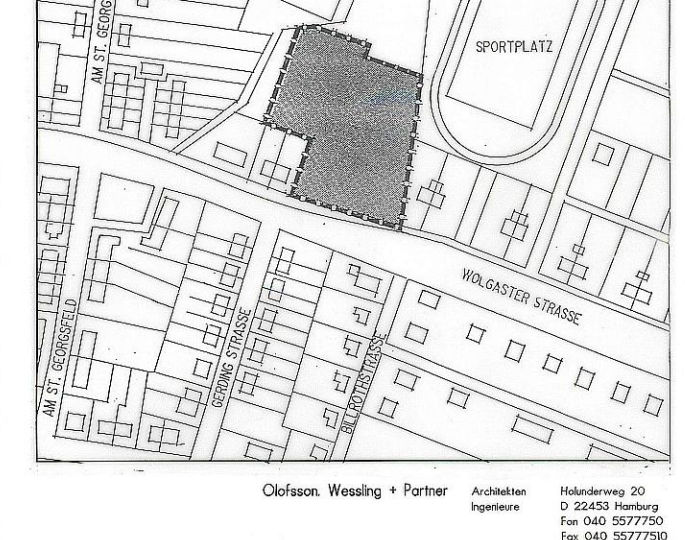 AM ST. GEORG
SPORTPLATZ
WOLGASTER STRASSE
AM ST. GEORGSFELD
GERDING STRASSE
BILLROTHSTRASSE
Olofsson, Wessling + Partner
Architekten
Ingenieure
Holunderweg 20
D 22453 Hamburg
Fon 040 5577750
Fax 040 55777510